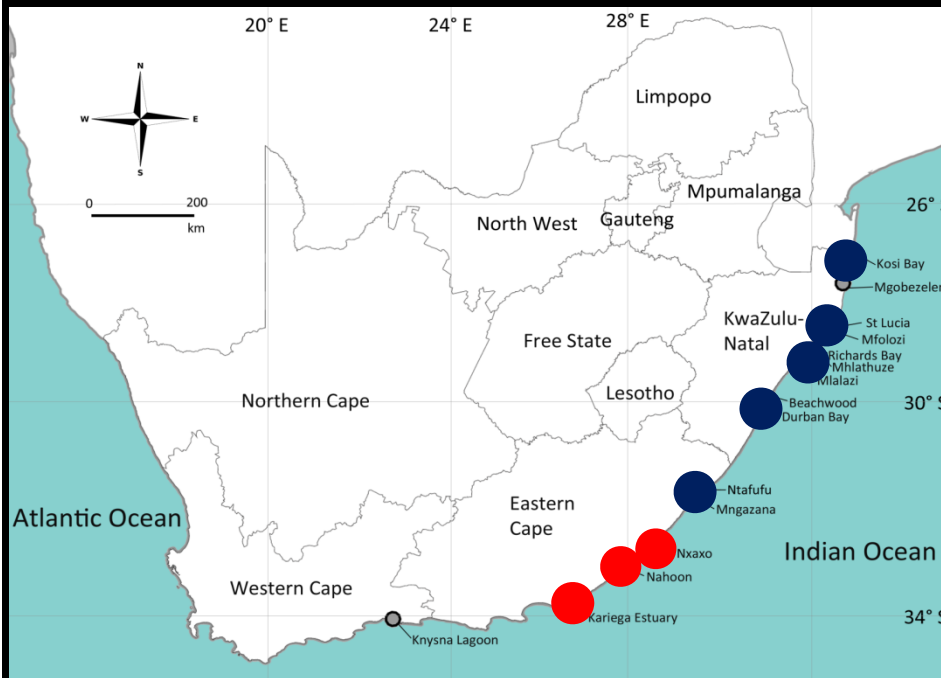 20° E
24° E
28° E
N
W
E
S
0
200
km
Limpopo
Mpumalanga
North West
Gauteng
26°
Kosi Bay
Mgobezelen
KwaZulu-
Natal
St Lucia
Mfolozi
Free State
Richards Bay
Mhlathuze
Mlalazi
Lesotho
Northern Cape
Beachwood
30° S
Durban Bay
Eastern
Cape
Ntafufu
Mngazana
Atlantic Ocean
Nxaxo
Indian Ocean
Nahoon
Western Cape
Kariega Estuary
34° S
Knysna Lagoon